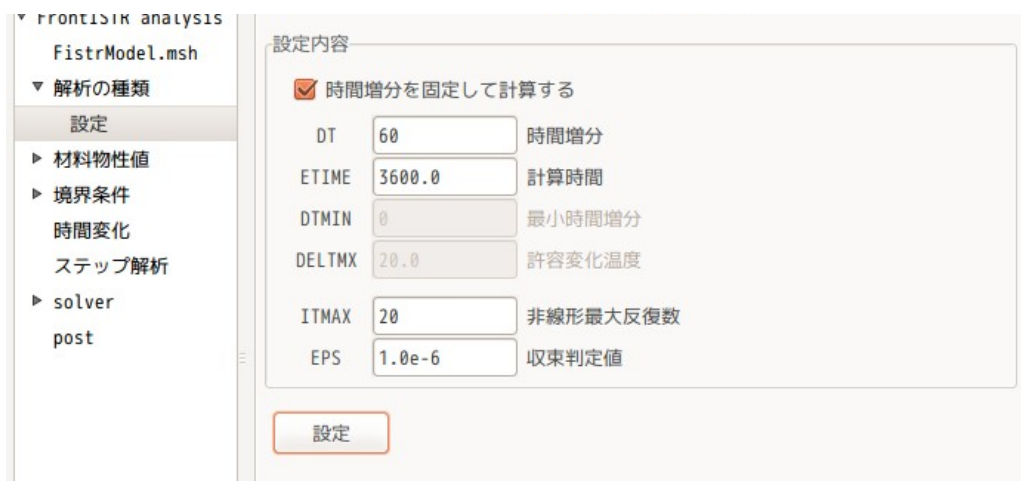 FrontISTR analysis
FistrModel.msh
解析の種類
設定
材料物性値
境界条件
時間変化
ステップ解析
solver
post
設定内容
時間増分を固定して計算する
DT 60 時間増分
ETIME 3600.0 計算時間
DTMIN 0 最小時間増分
DELTMX 20.0 許容変化温度
ITMAX 20 非線形最大反復数
EPS 1.0e-6 収束判定値
設定